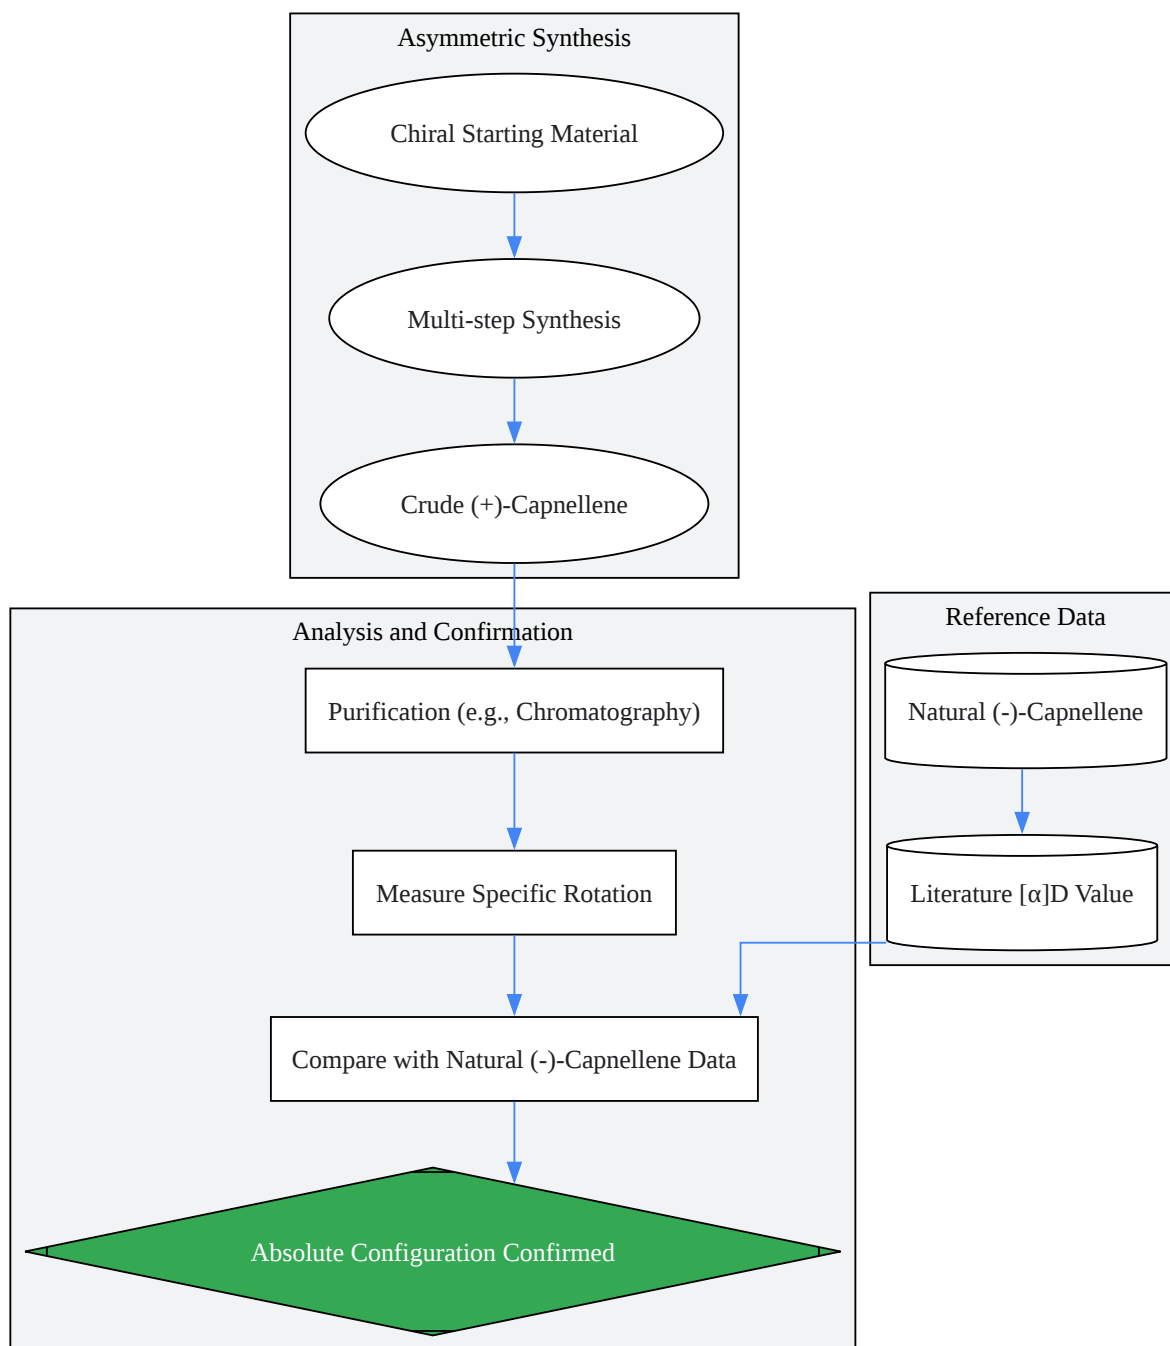 Asymmetric Synthesis
Chiral Starting Material
Multi-step Synthesis
Crude (+)-Capnellene
Analysis and Confirmation
Purification (e.g., Chromatography)
Measure Specific Rotation
Compare with Natural (-)-Capnellene Data
Absolute Configuration Confirmed
Reference Data
Natural (-)-Capnellene
Literature [α]D Value